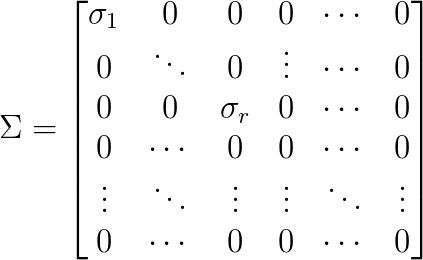 Σ = [ σ₁ 0 0 0 ⋯ 0
0 ⋱ 0 ⋮ ⋯ 0
0 0 σᵣ 0 ⋯ 0
0 ⋯ 0 0 ⋯ 0
⋮ ⋱ ⋮ ⋮ ⋱ ⋮
0 ⋯ 0 0 ⋯ 0 ]